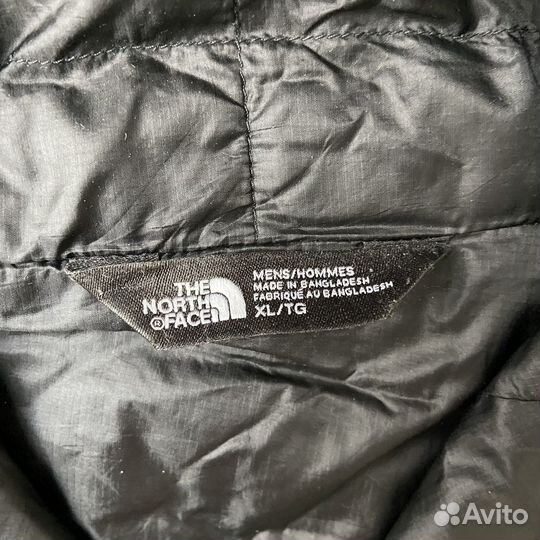 THE
NORTH
FACE
MENS/HOMMES
MADE IN BANGLADESH
FABRIQUÉ AU BANGLADESH
XL/TG
Avito